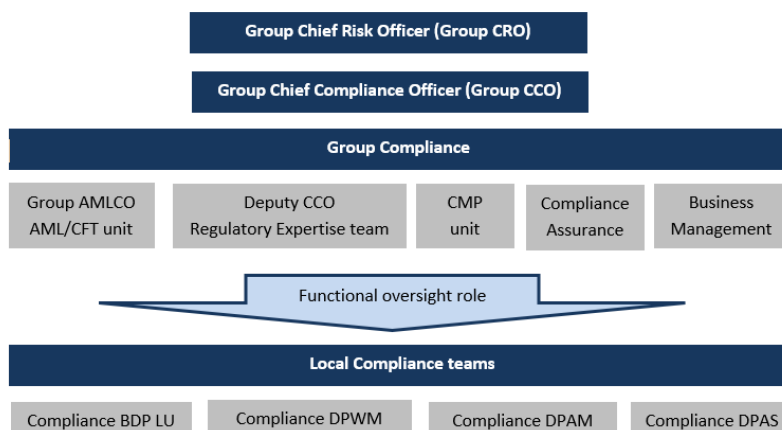 Group Chief Risk Officer (Group CRO)
Group Chief Compliance Officer (Group CCO)
Group Compliance
Group AMLCO
AML/CFT unit
Deputy CCO
Regulatory Expertise team
CMP
unit
Compliance
Assurance
Business
Management
Functional oversight role
Local Compliance teams
Compliance BDP LU
Compliance DPWM
Compliance DPAM
Compliance DPAS